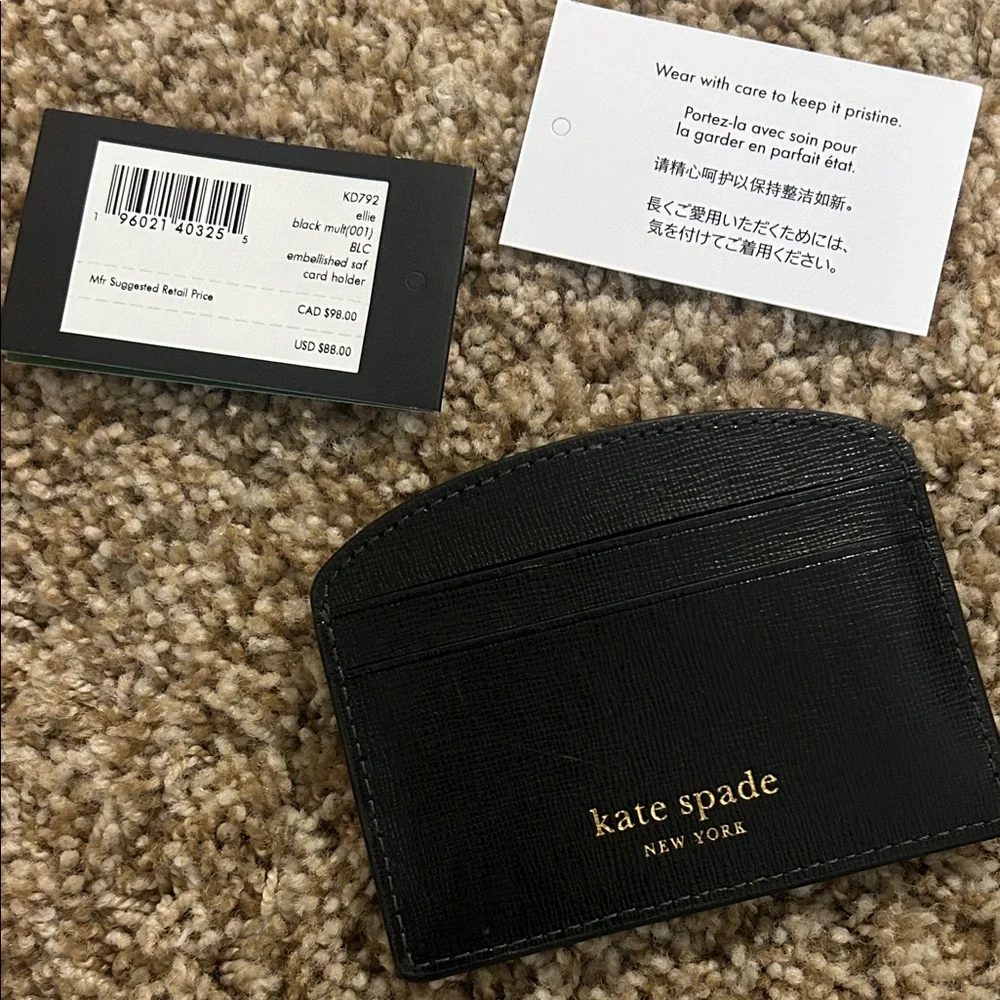 1 96021 40325 5
KD792
ellie
black mult(001)
BLC
embellished saf
card holder
Mfr Suggested Retail Price
CAD $98.00
USD $88.00
Wear with care to keep it pristine.
Portez-la avec soin pour
la garder en parfait état.
请精心呵护以保持整洁如新。
長くご愛用いただくためには、
気を付けてご着用ください。
kate spade
NEW YORK